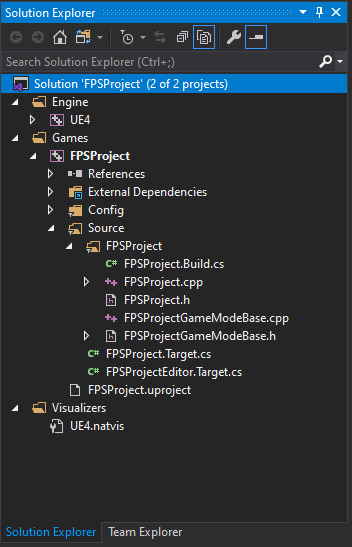 Solution Explorer
Search Solution Explorer (Ctrl+;)
Solution 'FPSProject' (2 of 2 projects)
Engine
UE4
Games
FPSProject
References
External Dependencies
Config
Source
FPSProject
C# FPSProject.Build.cs
++ FPSProject.cpp
h FPSProject.h
++ FPSProjectGameModeBase.cpp
h FPSProjectGameModeBase.h
C# FPSProject.Target.cs
C# FPSProjectEditor.Target.cs
FPSProject.uproject
Visualizers
UE4.natvis
Solution Explorer Team Explorer